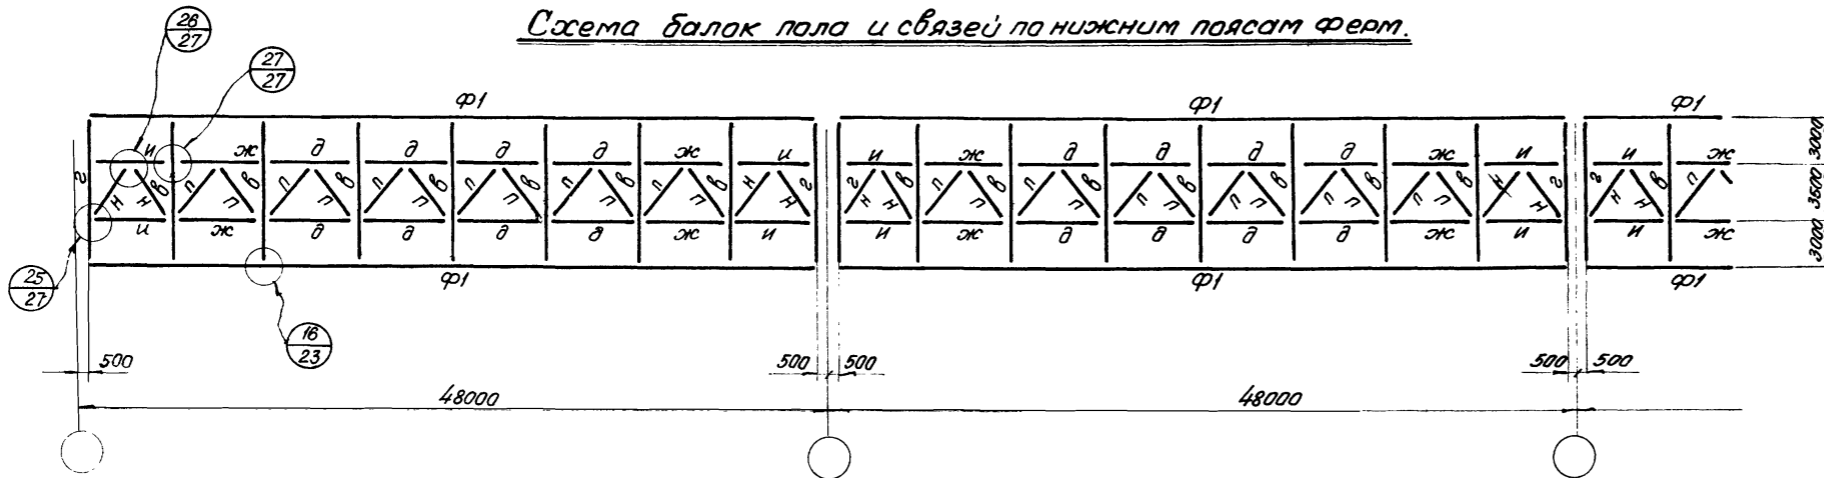 Схема балок пола и связей по нижним поясам ферм.
26
27
27
27
Ф1 Ф1 Ф1
и ж д д д д ж и и ж д д д д ж и и ж
г н н в п п в п п в п п в п п в п п в п п в н н г г н н в п п в п п в п п в п п в п п в п п в н н г г н н в п
и ж д д д д ж и и ж д д д д ж и и ж
Ф1 Ф1 Ф1
3000
3600
3000
25
27
16
23
500 500 500 500 500
48000 48000